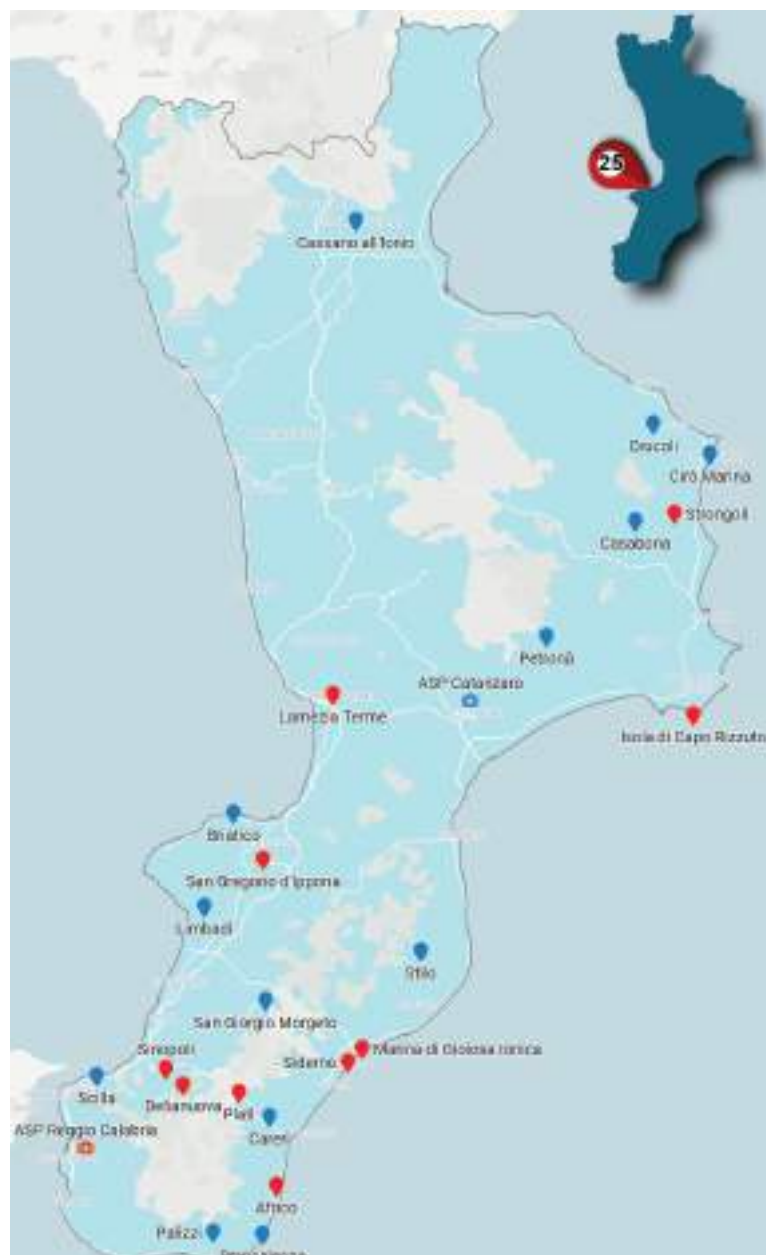 25
Cassano all'Ionio
Crucoli
Cirò Marina
Strongoli
Casabona
Petronà
ASP Catanzaro
Lamezia Terme
Isola di Capo Rizzuto
Briatico
San Gregorio d'Ippona
Limbadi
Stilo
San Giorgio Morgeto
Sinopoli
Marina di Gioiosa Ionica
Siderno
Scilla
Delianuova
Platì
ASP Reggio Calabria
Careri
Africo
Palizzi